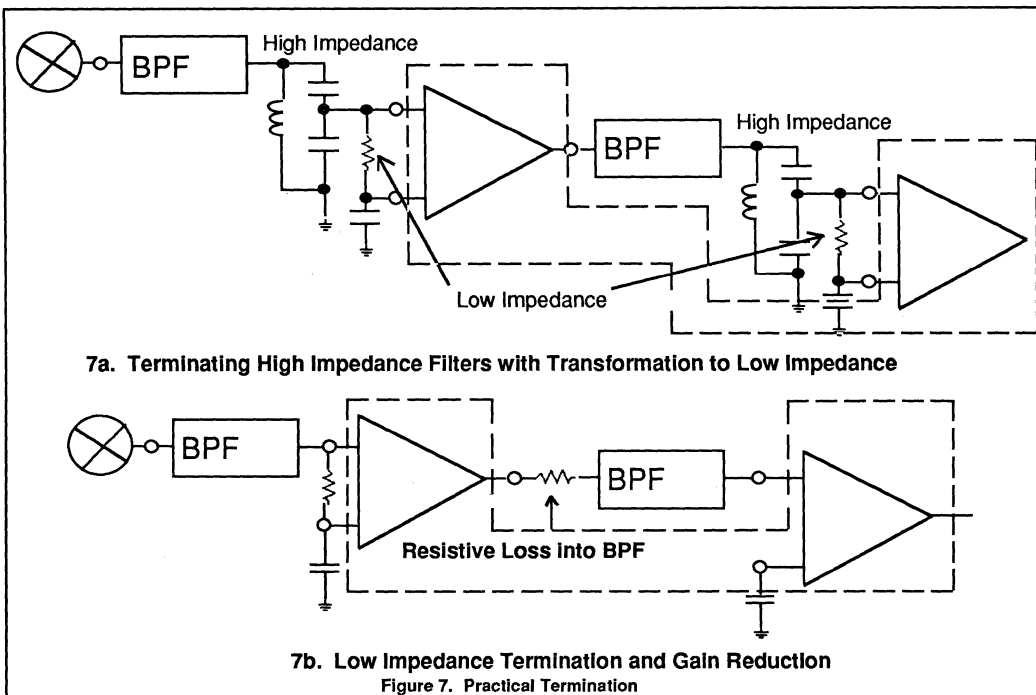 High Impedance
BPF
High Impedance
BPF
Low Impedance
7a. Terminating High Impedance Filters with Transformation to Low Impedance
BPF
BPF
Resistive Loss into BPF
7b. Low Impedance Termination and Gain Reduction
Figure 7. Practical Termination